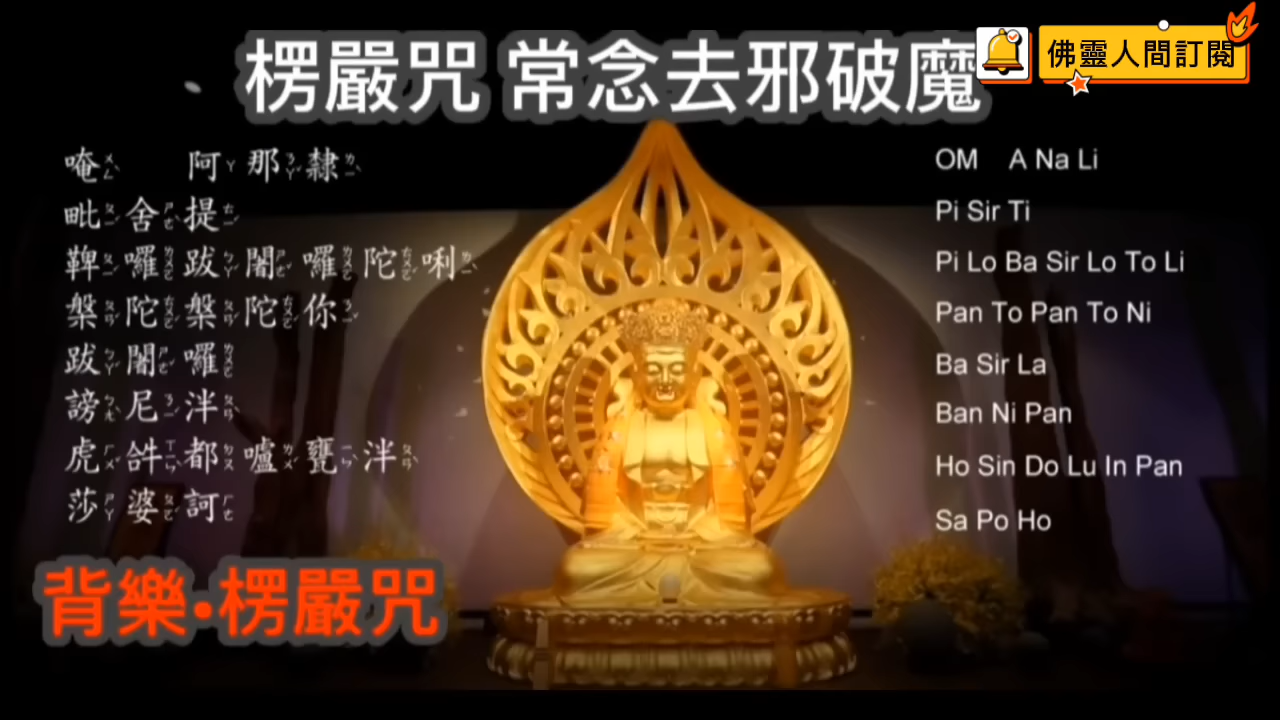 楞嚴咒 常念去邪破魔
佛靈人間訂閱
唵 阿那隸
毗舍提
鞞囉跋闍囉陀唎
槃陀槃陀你
跋闍囉
謗尼泮
虎𤙖都嚧甕泮
莎婆訶
OM A Na Li
Pi Sir Ti
Pi Lo Ba Sir Lo To Li
Pan To Pan To Ni
Ba Sir La
Ban Ni Pan
Ho Sin Do Lu In Pan
Sa Po Ho
背樂•楞嚴咒